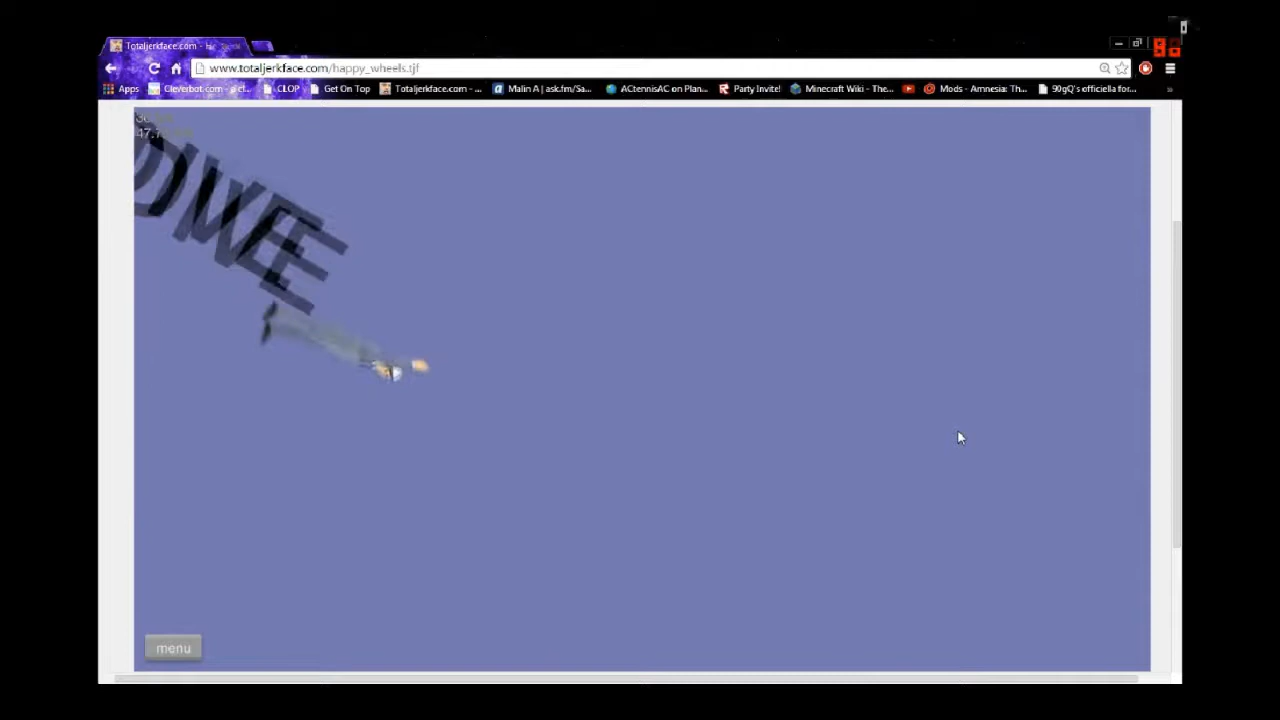 Totaljerkface.com -
www.totaljerkface.com/happy_wheels.tjf
Apps Cleverbot.com - a cl... CLOP Get On Top Totaljerkface.com - ... Malin A | ask.fm/Sa... ACtennisAC on Plan... Party Invite! Minecraft Wiki - The... Mods - Amnesia: Th... 99gQ's officiella for... »
menu